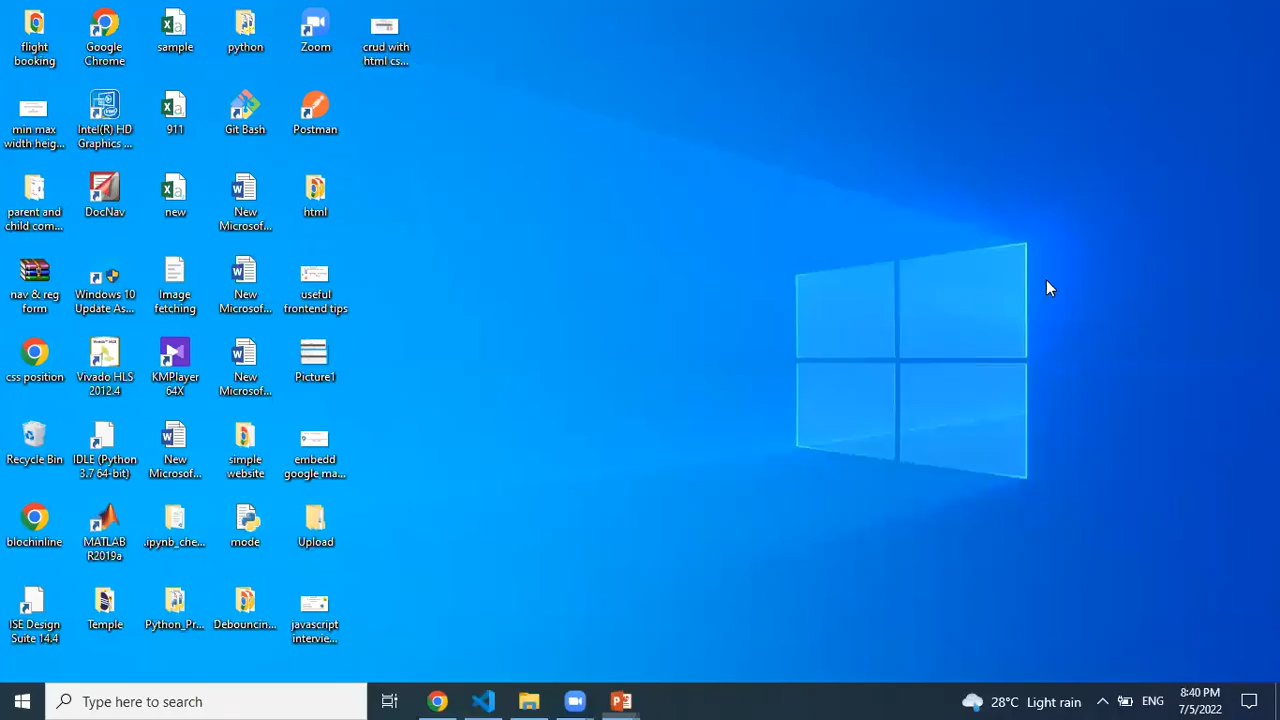 flight
booking
Google
Chrome
sample
python
Zoom
crud with
html cs...
min max
width heig...
Intel(R) HD
Graphics ...
911
Git Bash
Postman
parent and
child com...
DocNav
new
New
Microsof...
html
nav & reg
form
Windows 10
Update As...
Image
fetching
New
Microsof...
useful
frontend tips
css position
Vivado HLS
2012.4
KMPlayer
64X
New
Microsof...
Picture1
Recycle Bin
IDLE (Python
3.7 64-bit)
New
Microsof...
simple
website
embedd
google ma...
blochinline
MATLAB
R2019a
.ipynb_che...
mode
Upload
ISE Design
Suite 14.4
Temple
Python_Pr...
Debouncin...
javascript
intervie...
Type here to search
28°C Light rain
ENG
8:40 PM
7/5/2022